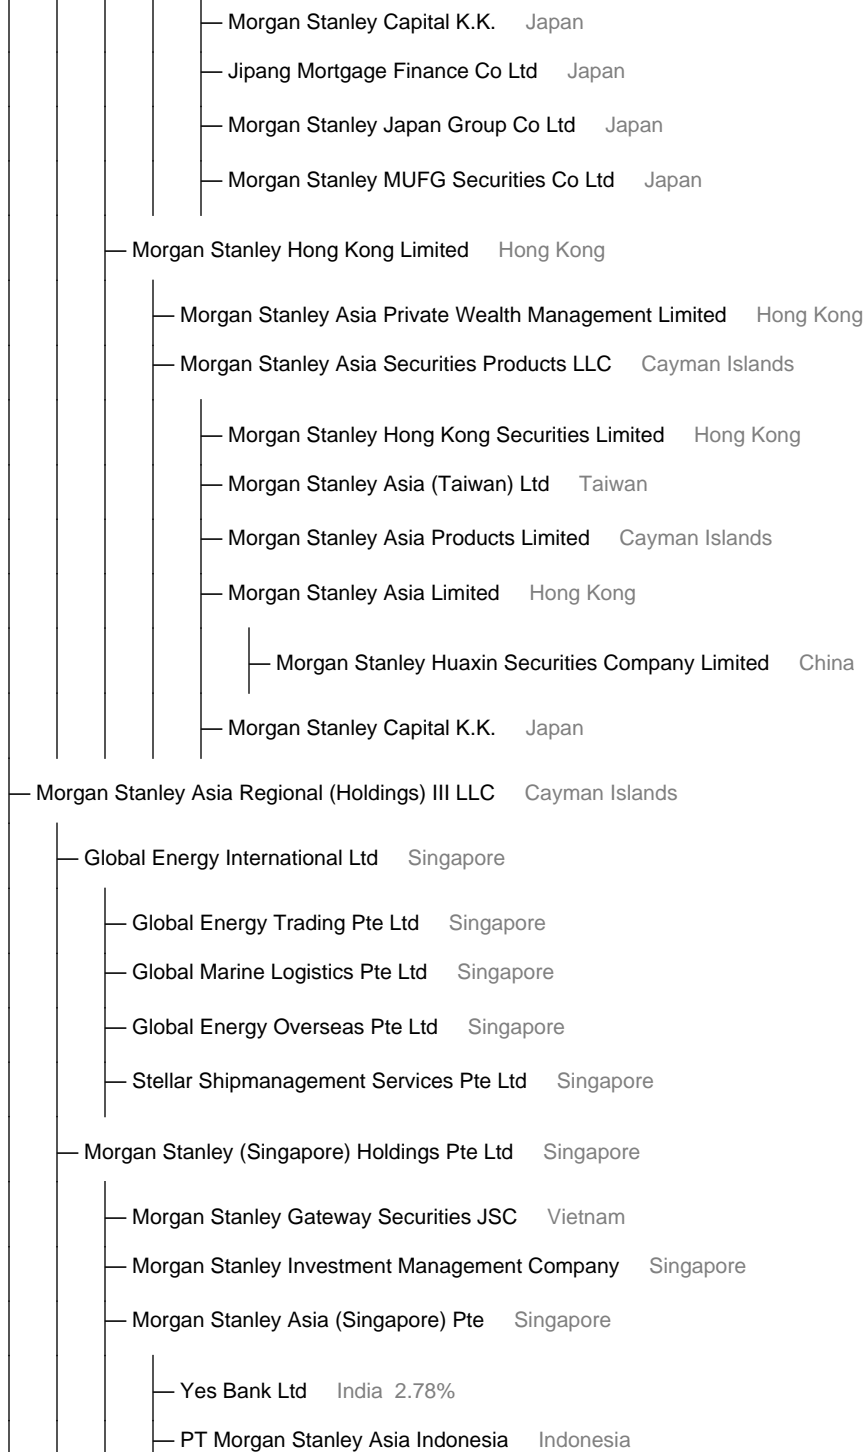 Morgan Stanley Capital K.K. Japan
Jipang Mortgage Finance Co Ltd Japan
Morgan Stanley Japan Group Co Ltd Japan
Morgan Stanley MUFG Securities Co Ltd Japan
Morgan Stanley Hong Kong Limited Hong Kong
Morgan Stanley Asia Private Wealth Management Limited Hong Kong
Morgan Stanley Asia Securities Products LLC Cayman Islands
Morgan Stanley Hong Kong Securities Limited Hong Kong
Morgan Stanley Asia (Taiwan) Ltd Taiwan
Morgan Stanley Asia Products Limited Cayman Islands
Morgan Stanley Asia Limited Hong Kong
Morgan Stanley Huaxin Securities Company Limited China
Morgan Stanley Capital K.K. Japan
Morgan Stanley Asia Regional (Holdings) III LLC Cayman Islands
Global Energy International Ltd Singapore
Global Energy Trading Pte Ltd Singapore
Global Marine Logistics Pte Ltd Singapore
Global Energy Overseas Pte Ltd Singapore
Stellar Shipmanagement Services Pte Ltd Singapore
Morgan Stanley (Singapore) Holdings Pte Ltd Singapore
Morgan Stanley Gateway Securities JSC Vietnam
Morgan Stanley Investment Management Company Singapore
Morgan Stanley Asia (Singapore) Pte Singapore
Yes Bank Ltd India 2.78%
PT Morgan Stanley Asia Indonesia Indonesia